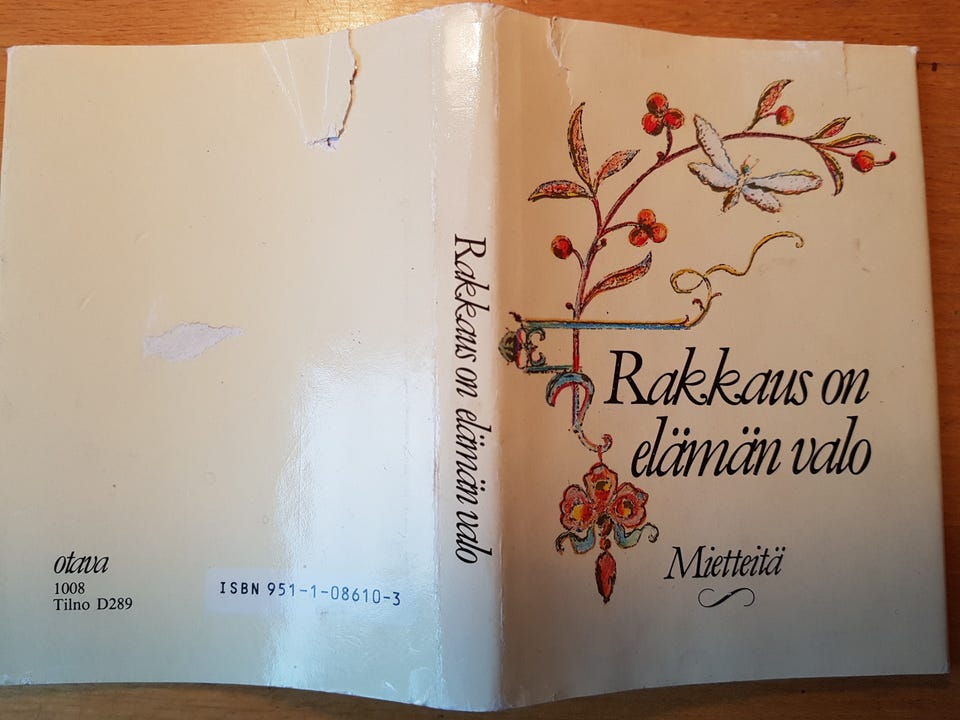 otava
1008
Tilno D289
ISBN 951-1-08610-3
Rakkaus on elämän valo
Rakkaus on
elämän valo
Mietteitä